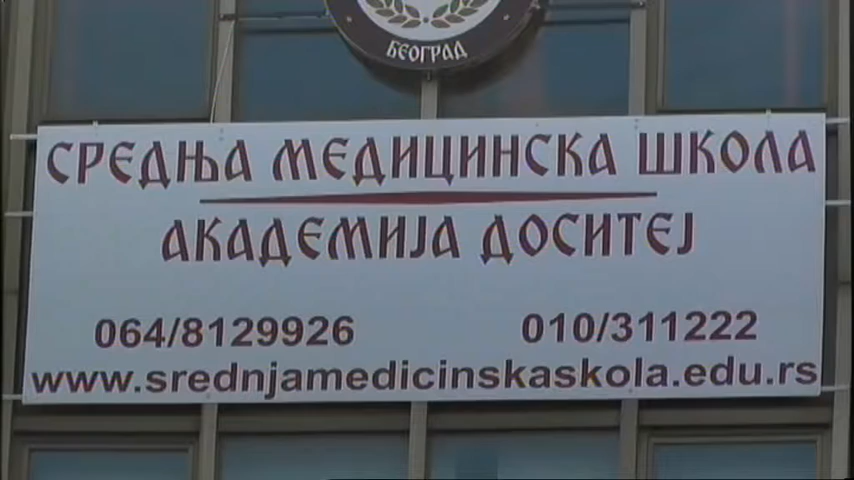 БЕОГРАД
СРЕДЊА МЕДИЦИНСКА ШКОЛА
АКАДЕМИЈА ДОСИТЕЈ
064/8129926 010/311222
www.srednjamedicinskaskola.edu.rs